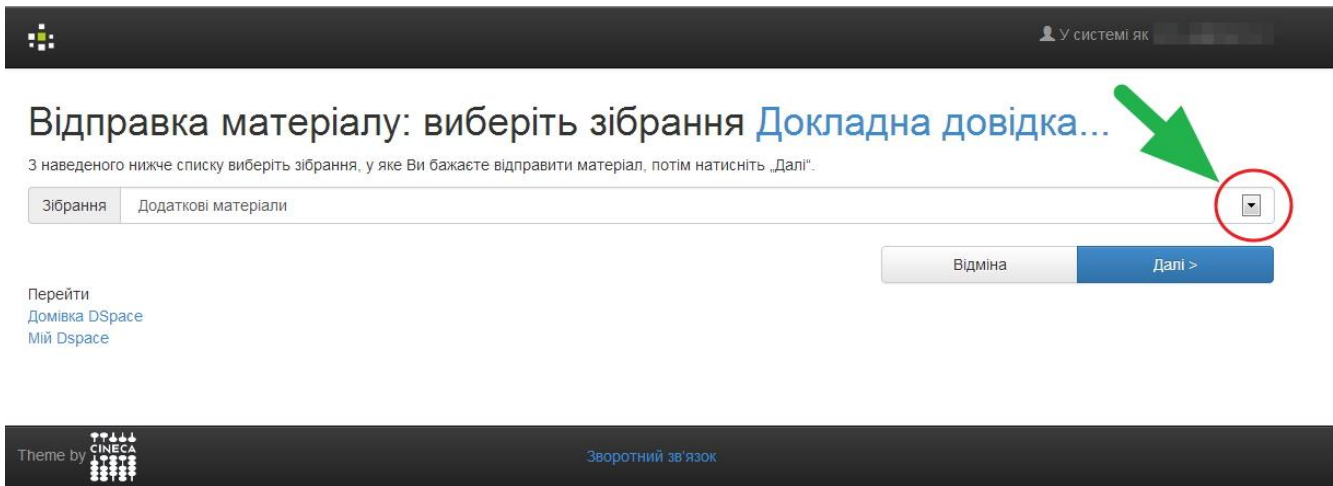 У системі як
Відправка матеріалу: виберіть зібрання Докладна довідка...
З наведеного нижче списку виберіть зібрання, у яке Ви бажаєте відправити матеріал, потім натисніть „Далі“.
Зібрання Додаткові матеріали
Відміна Далі >
Перейти
Домівка DSpace
Мій Dspace
Theme by CINECA Зворотний зв'язок